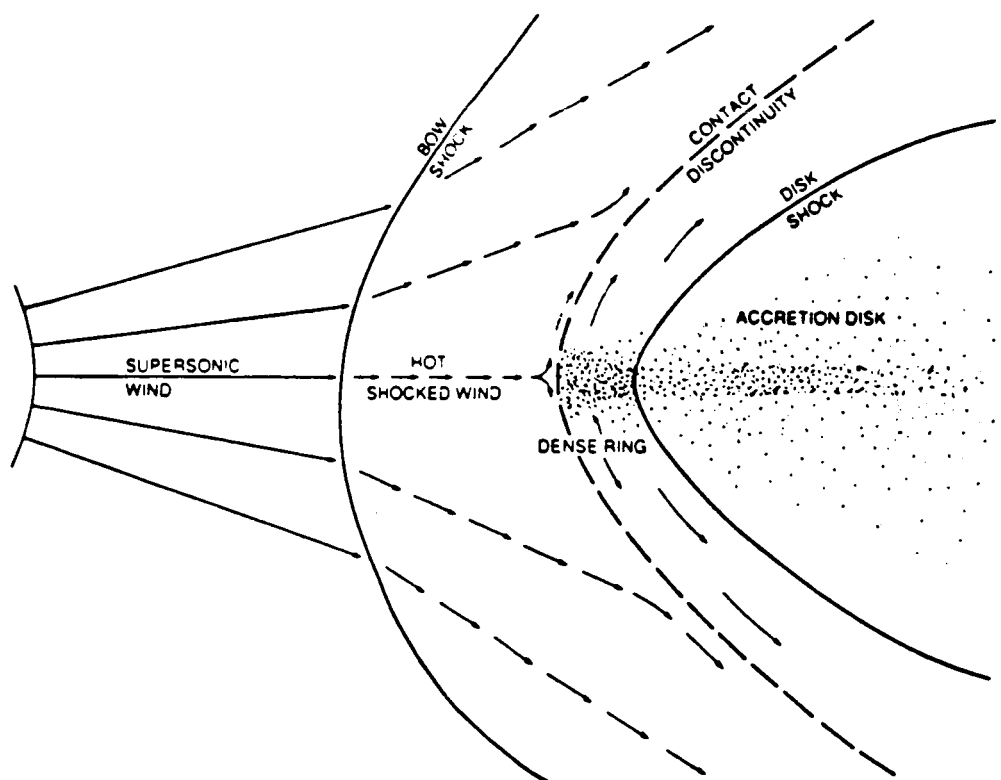 BOW
SHOCK
CONTACT
DISCONTINUITY
DISK
SHOCK
ACCRETION DISK
SUPERSONIC
WIND
HOT
SHOCKED WIND
DENSE RING